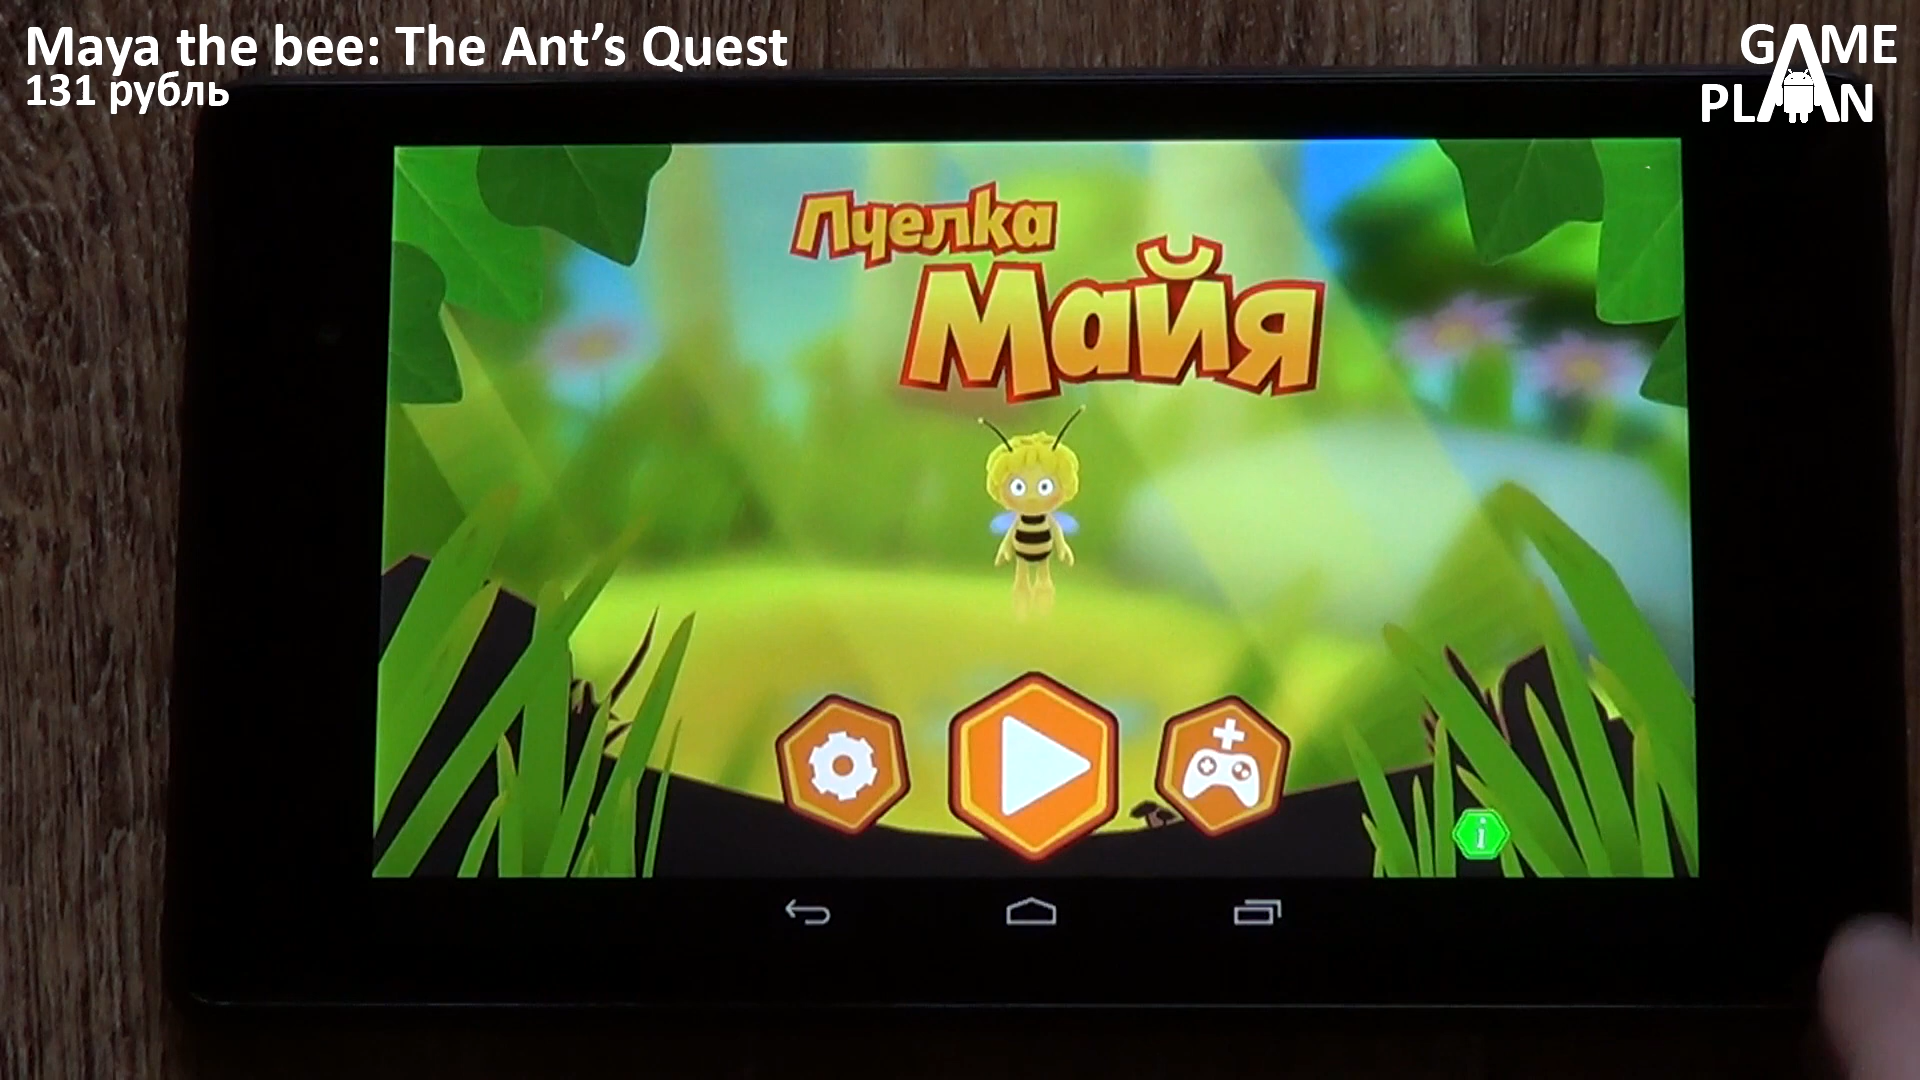 Maya the bee: The Ant's Quest
131 рубль
GAME
PLAN
Пчелка
Майя
i